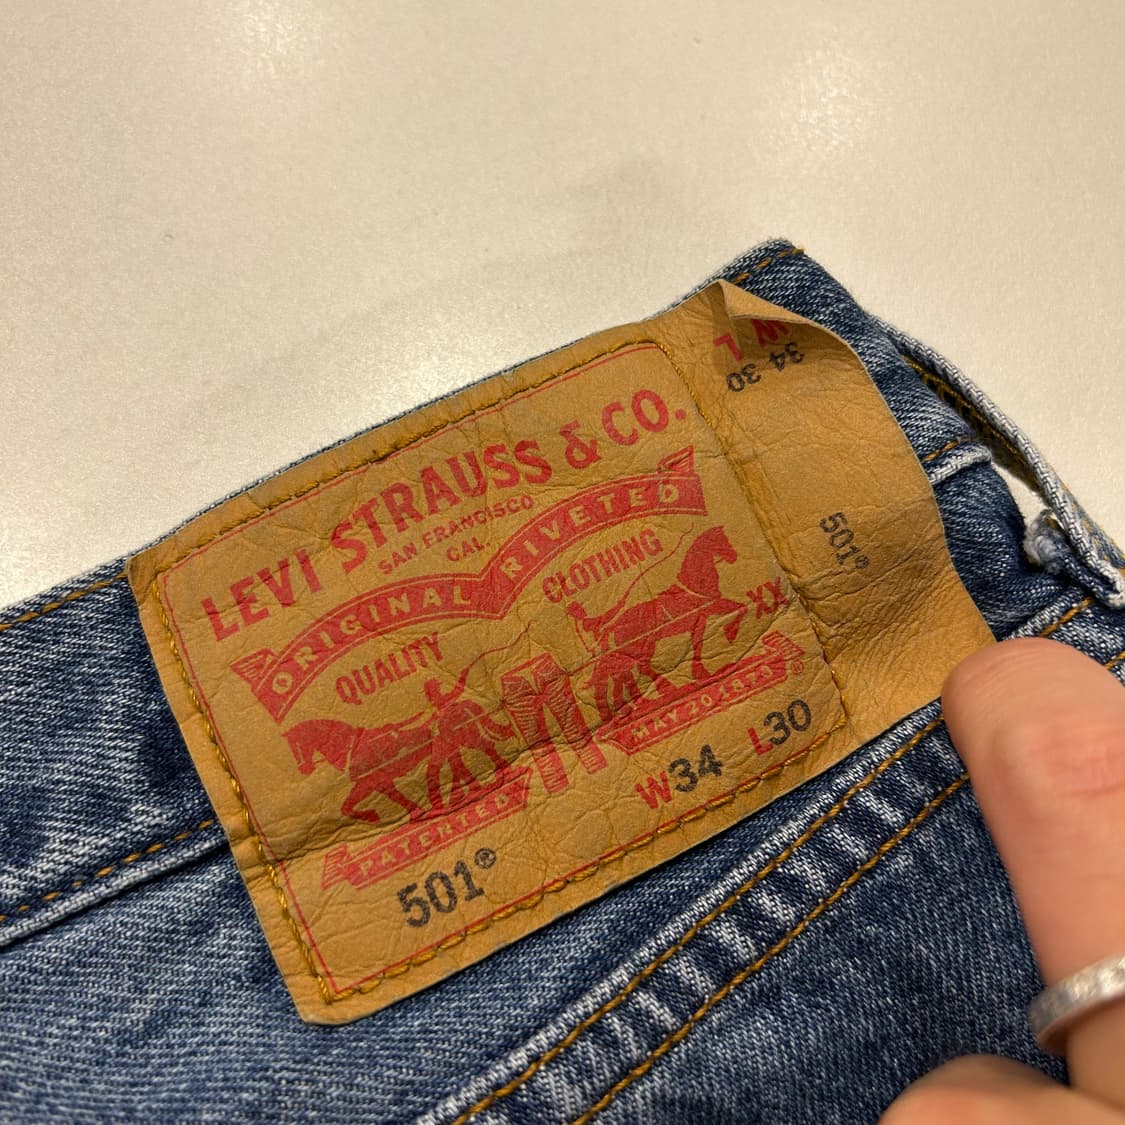 LEVI STRAUSS & CO.
SAN FRANCISCO
CAL.
ORIGINAL RIVETED
QUALITY CLOTHING
XX
PATENTED MAY 20 1873 ®
501® W34 L30
W L
34 30
501®